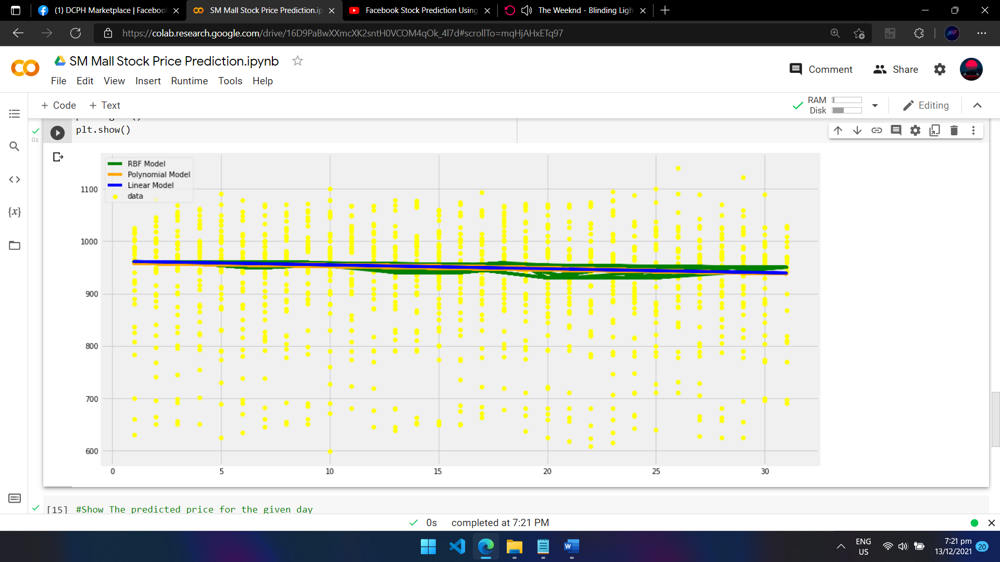 (1) DCPH Marketplace | Facebook
SM Mall Stock Price Prediction.ip
Facebook Stock Prediction Using
The Weeknd - Blinding Ligh
https://colab.research.google.com/drive/16D9PaBwXXmcXK2sntH0VCOM4qOk_4l7d#scrollTo=mqHjAHxETq97
SM Mall Stock Price Prediction.ipynb
File Edit View Insert Runtime Tools Help
Comment
Share
+ Code + Text
RAM
Disk
Editing
plt.show()
0s
RBF Model
Polynomial Model
Linear Model
data
1100
1000
900
800
700
600
0 5 10 15 20 25 30
{x}
[15] #Show The predicted price for the given day
0s completed at 7:21 PM
ENG
US
7:21 pm
13/12/2021
20